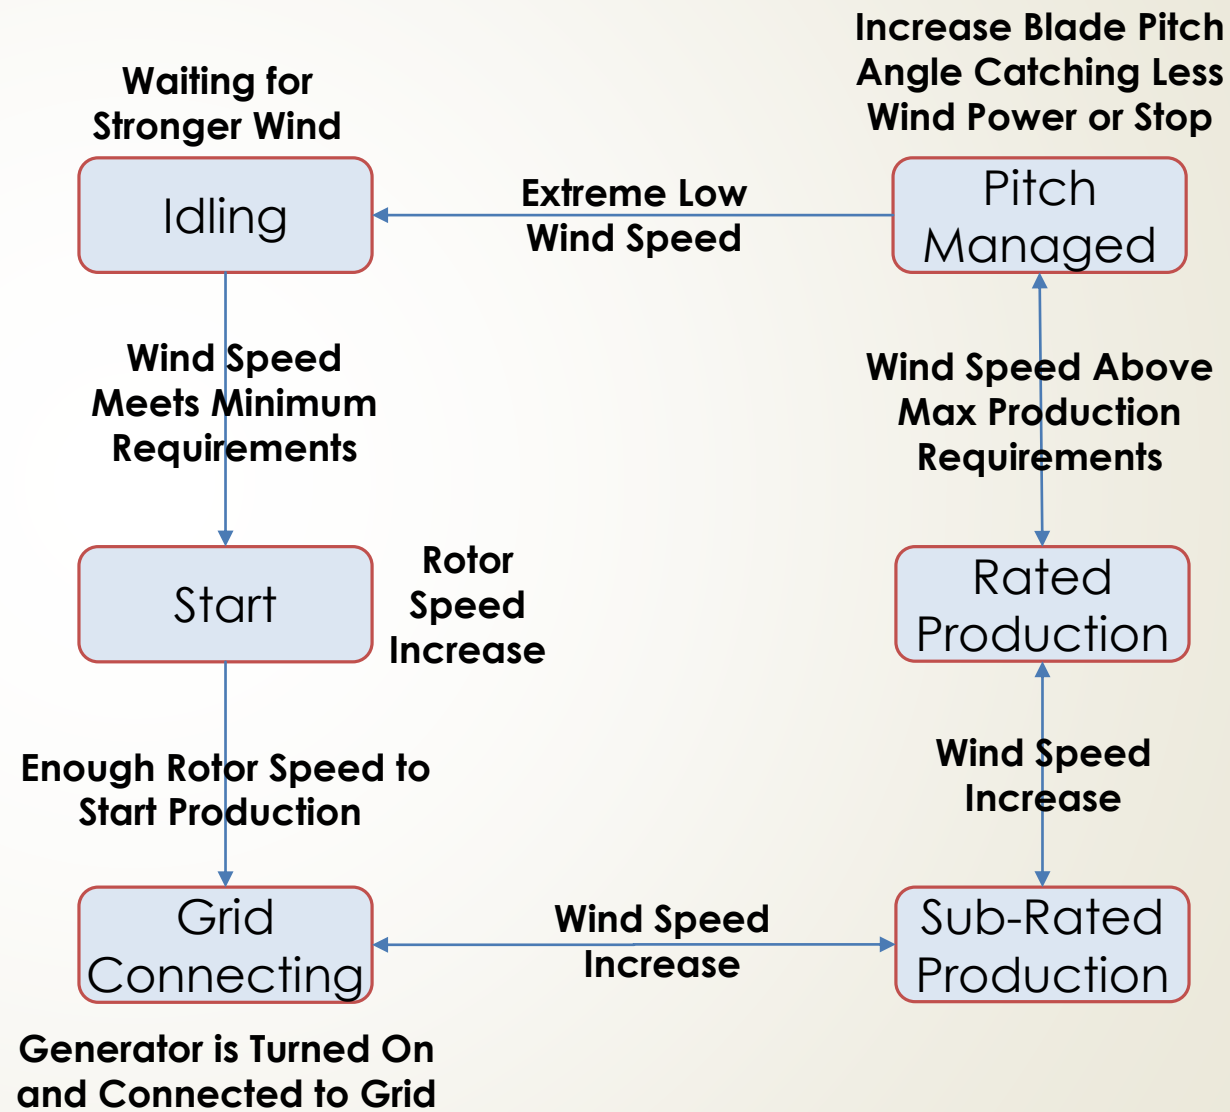 Increase Blade Pitch
Angle Catching Less
Wind Power or Stop
Waiting for
Stronger Wind
Idling
Extreme Low
Wind Speed
Pitch
Managed
Wind Speed
Meets Minimum
Requirements
Wind Speed Above
Max Production
Requirements
Start
Rotor
Speed
Increase
Rated
Production
Enough Rotor Speed to
Start Production
Wind Speed
Increase
Grid
Connecting
Wind Speed
Increase
Sub-Rated
Production
Generator is Turned On
and Connected to Grid